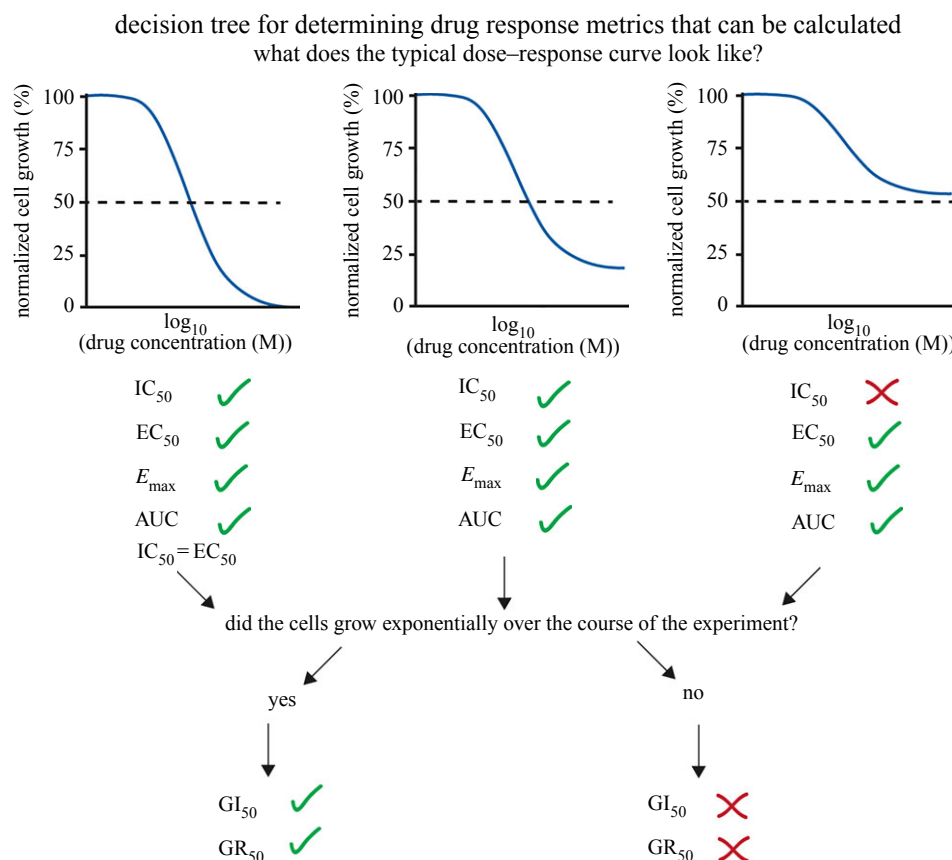 decision tree for determining drug response metrics that can be calculated
what does the typical dose–response curve look like?
normalized cell growth (%)
100
75
50
25
0
log10
(drug concentration (M))
normalized cell growth (%)
100
75
50
25
0
log10
(drug concentration (M))
normalized cell growth (%)
100
75
50
25
0
log10
(drug concentration (M))
IC50
EC50
Emax
AUC
IC50 = EC50
IC50
EC50
Emax
AUC
IC50
EC50
Emax
AUC
did the cells grow exponentially over the course of the experiment?
yes
no
GI50
GR50
GI50
GR50